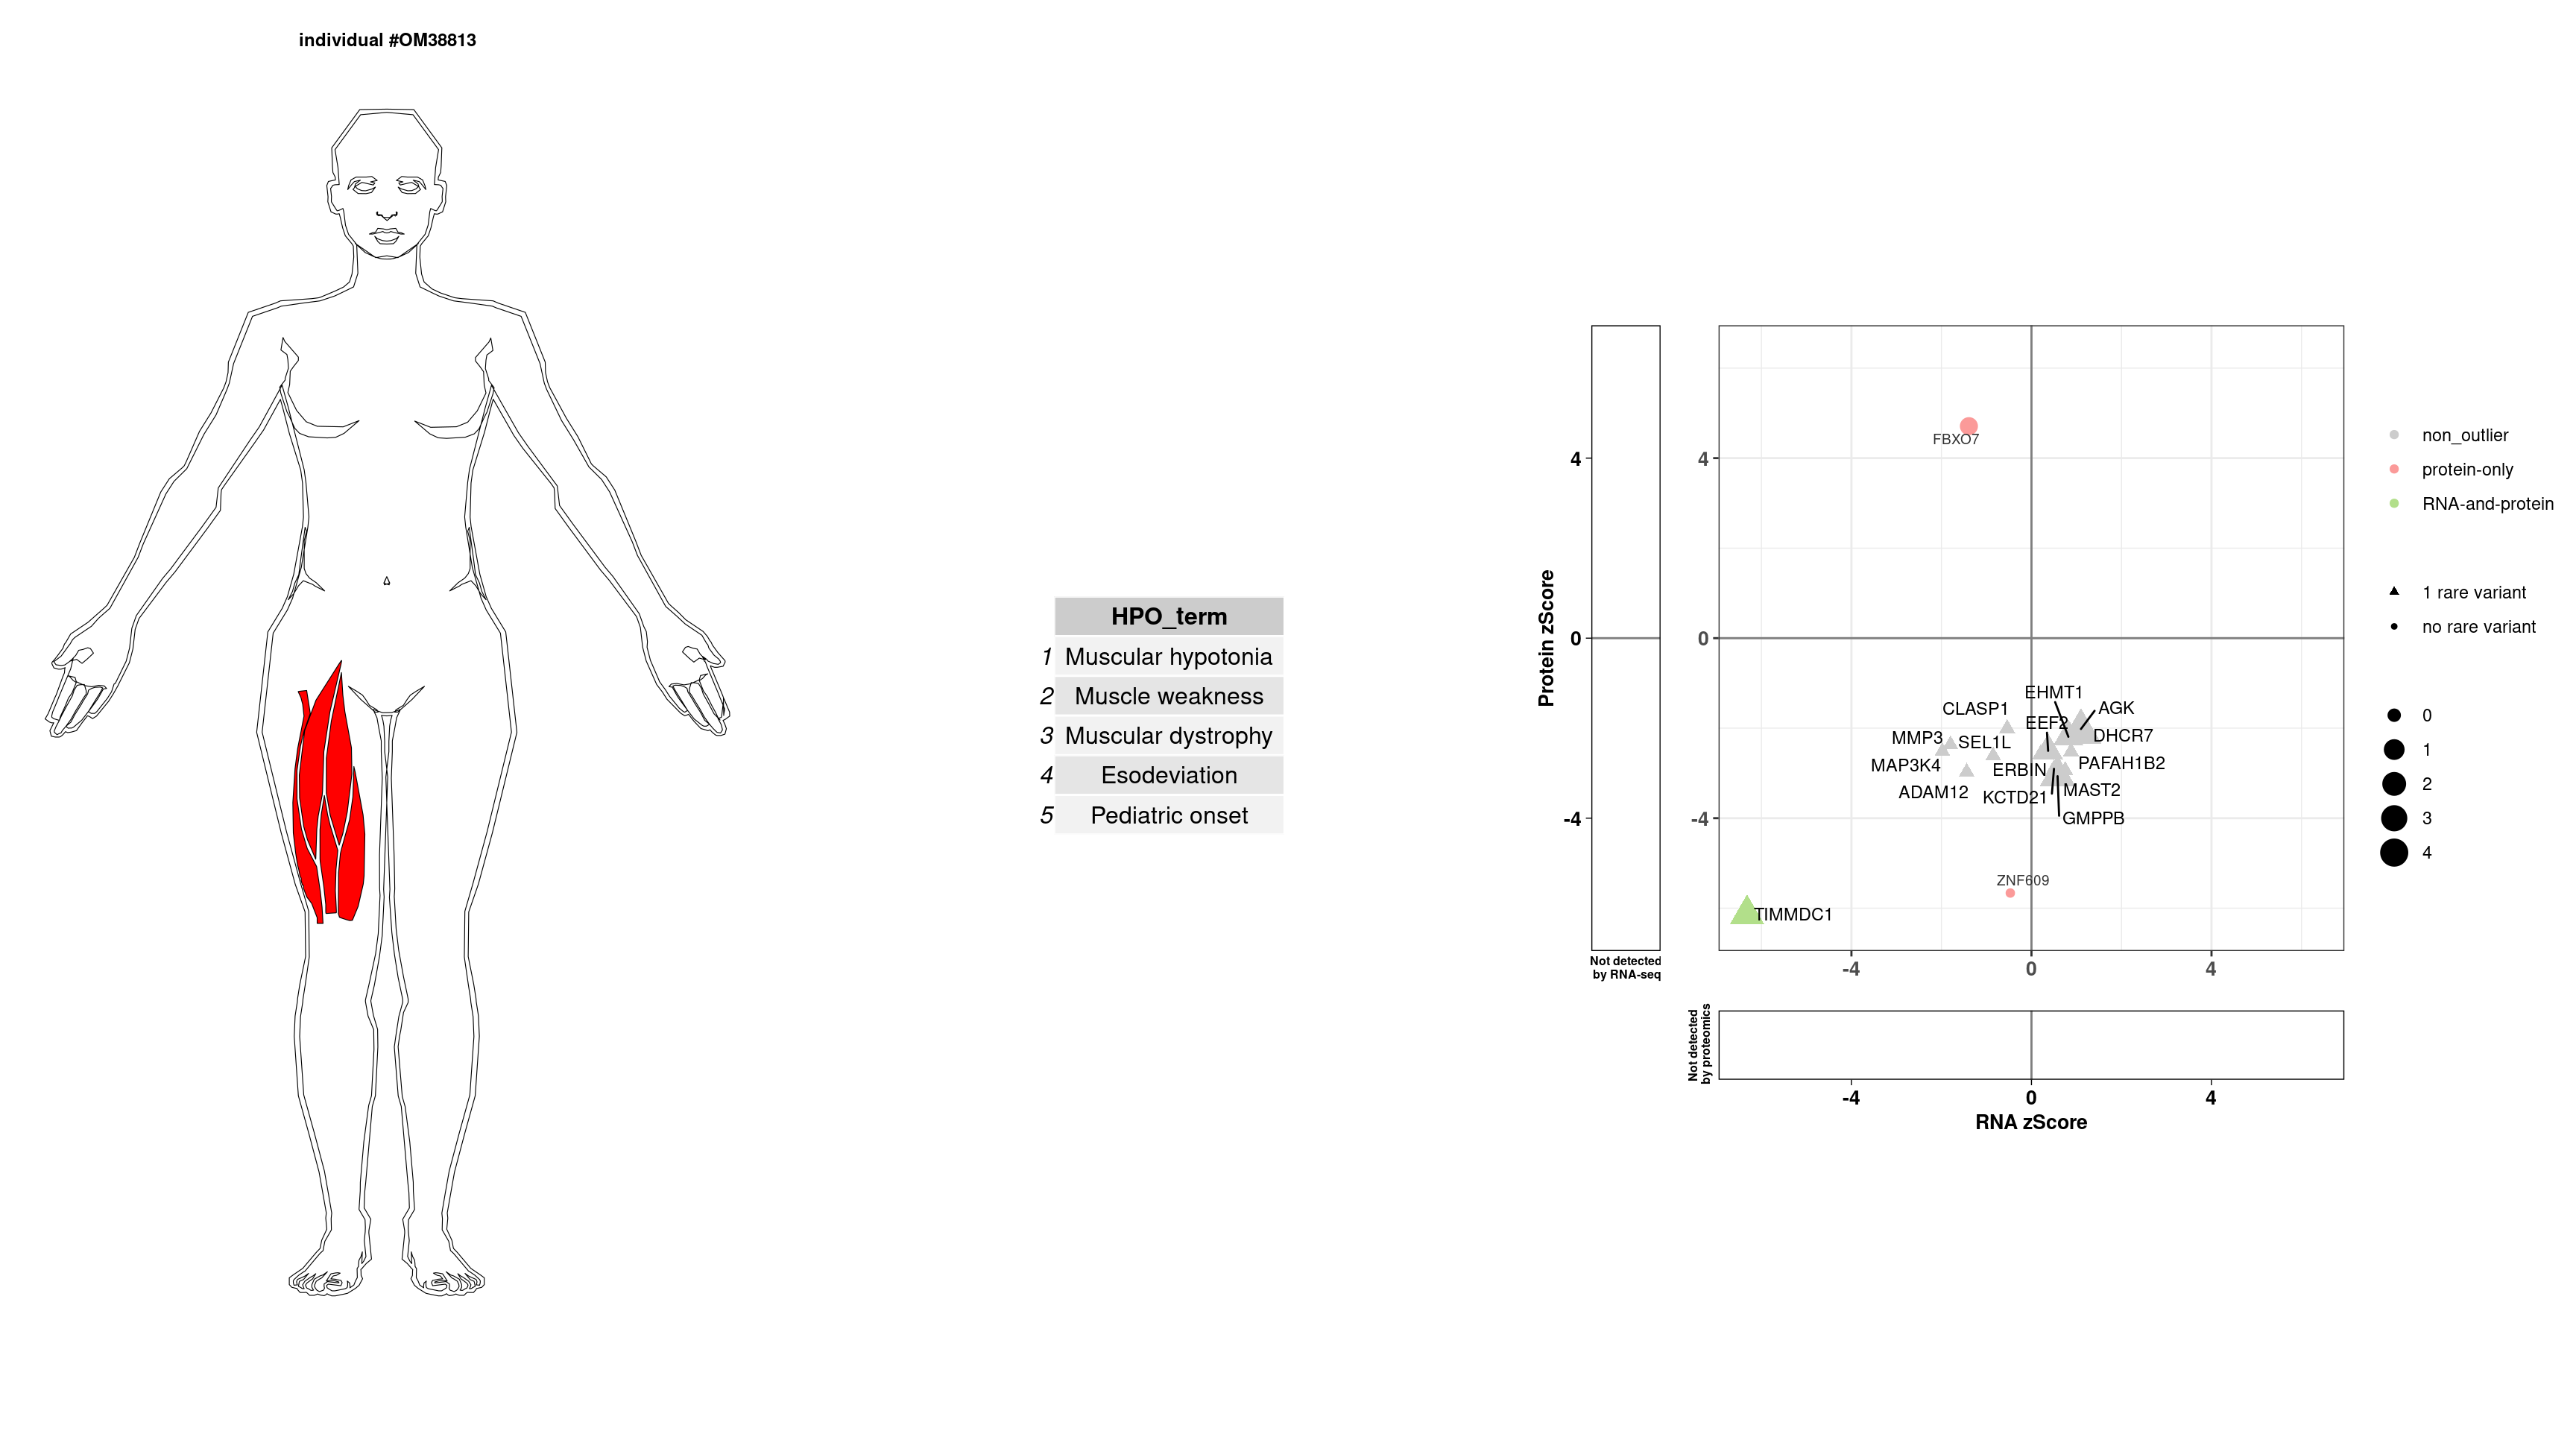 individual #OM38813
HPO_term
1 Muscular hypotonia
2 Muscle weakness
3 Muscular dystrophy
4 Esodeviation
5 Pediatric onset
Protein zScore
4
0
-4
Not detected
by RNA-seq
4
0
-4
FBXO7
EHMT1
AGK
CLASP1
EEF2
DHCR7
MMP3
SEL1L
PAFAH1B2
MAP3K4
ERBIN
ADAM12
KCTD21
MAST2
GMPPB
ZNF609
TIMMDC1
-4
0
4
Not detected
by proteomics
-4
0
4
RNA zScore
non_outlier
protein-only
RNA-and-protein
1 rare variant
no rare variant
0
1
2
3
4